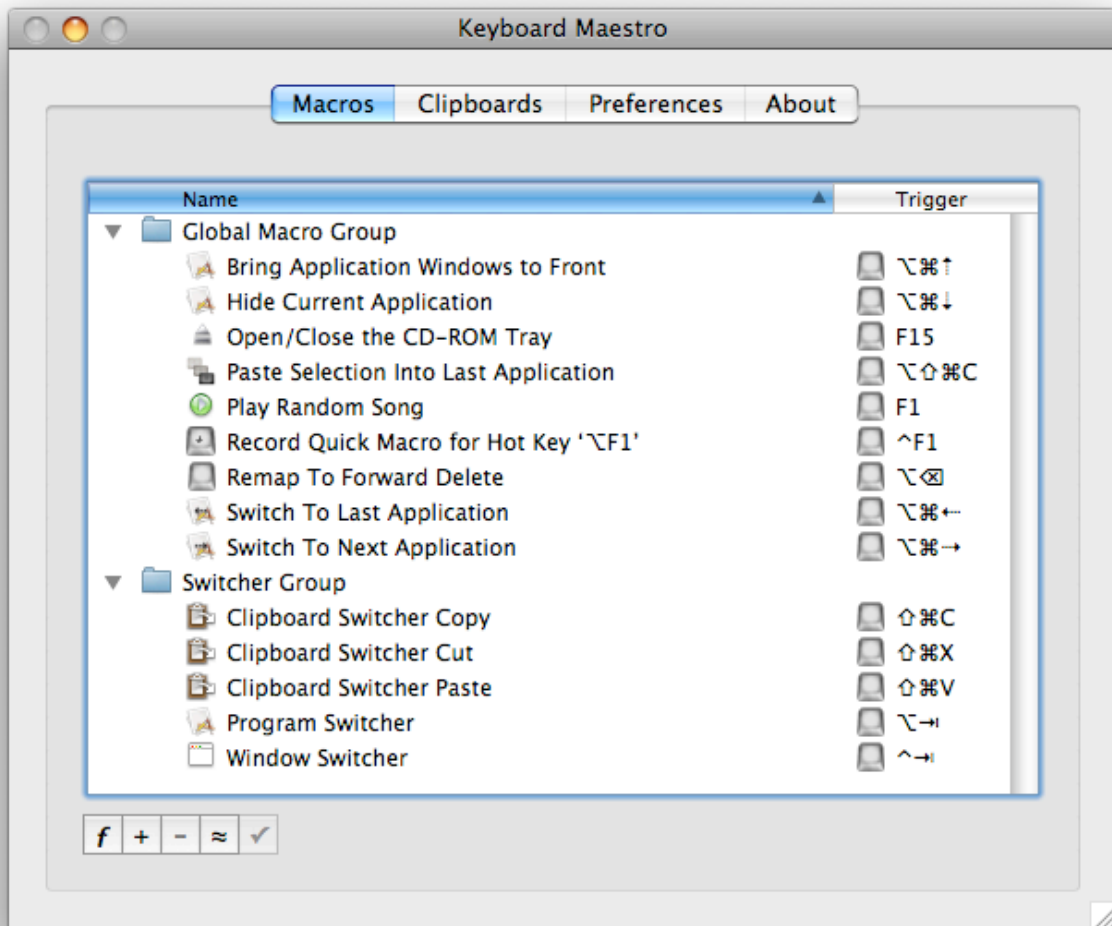 Keyboard Maestro
Macros Clipboards Preferences About
Name Trigger
Global Macro Group
Bring Application Windows to Front ⌥⌘↑
Hide Current Application ⌥⌘↓
Open/Close the CD-ROM Tray F15
Paste Selection Into Last Application ⌥⇧⌘C
Play Random Song F1
Record Quick Macro for Hot Key ‘⌥F1’ ^F1
Remap To Forward Delete ⌥⌫
Switch To Last Application ⌥⌘←
Switch To Next Application ⌥⌘→
Switcher Group
Clipboard Switcher Copy ⇧⌘C
Clipboard Switcher Cut ⇧⌘X
Clipboard Switcher Paste ⇧⌘V
Program Switcher ⌥⇥
Window Switcher ^⇥
f + - ≈ ✓